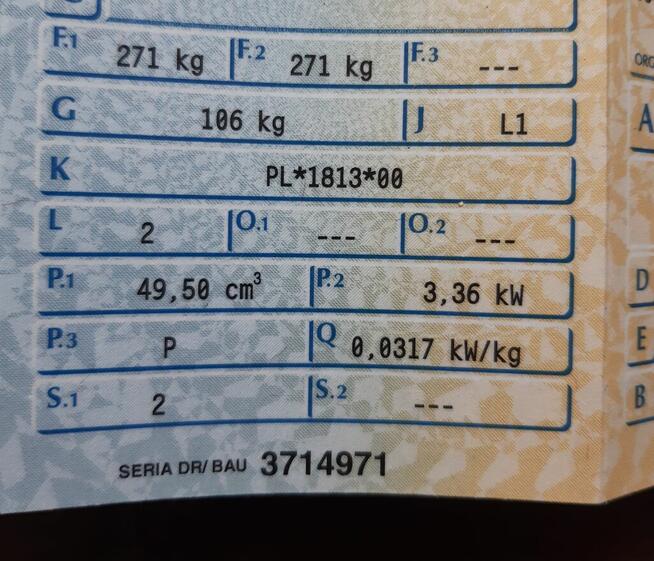 F.1 271 kg F.2 271 kg F.3 ---
G 106 kg J L1
K PL*1813*00
L 2 O.1 --- O.2 ---
P.1 49,50 cm³ P.2 3,36 kW
P.3 P Q 0,0317 kW/kg
S.1 2 S.2 ---
SERIA DR/BAU 3714971
A
D
E
B